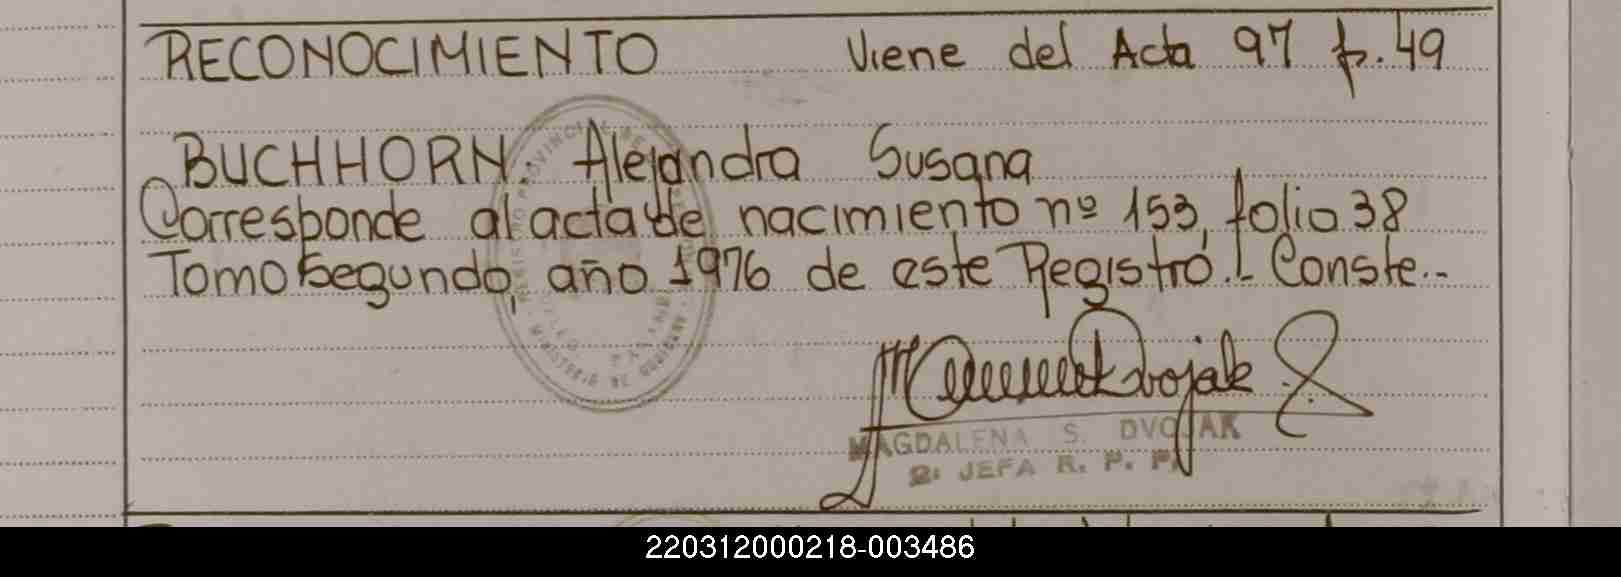 RECONOCIMIENTO Viene del Acta 97 f. 49
BUCHHORN: Alejandra Susana
Corresponde al acta de nacimiento nº 153, folio 38
Tomo Segundo, año 1976 de este Registro.- Conste.-
MAGDALENA S. DVOJAK
2: JEFA R. P. P.
220312000218-003486